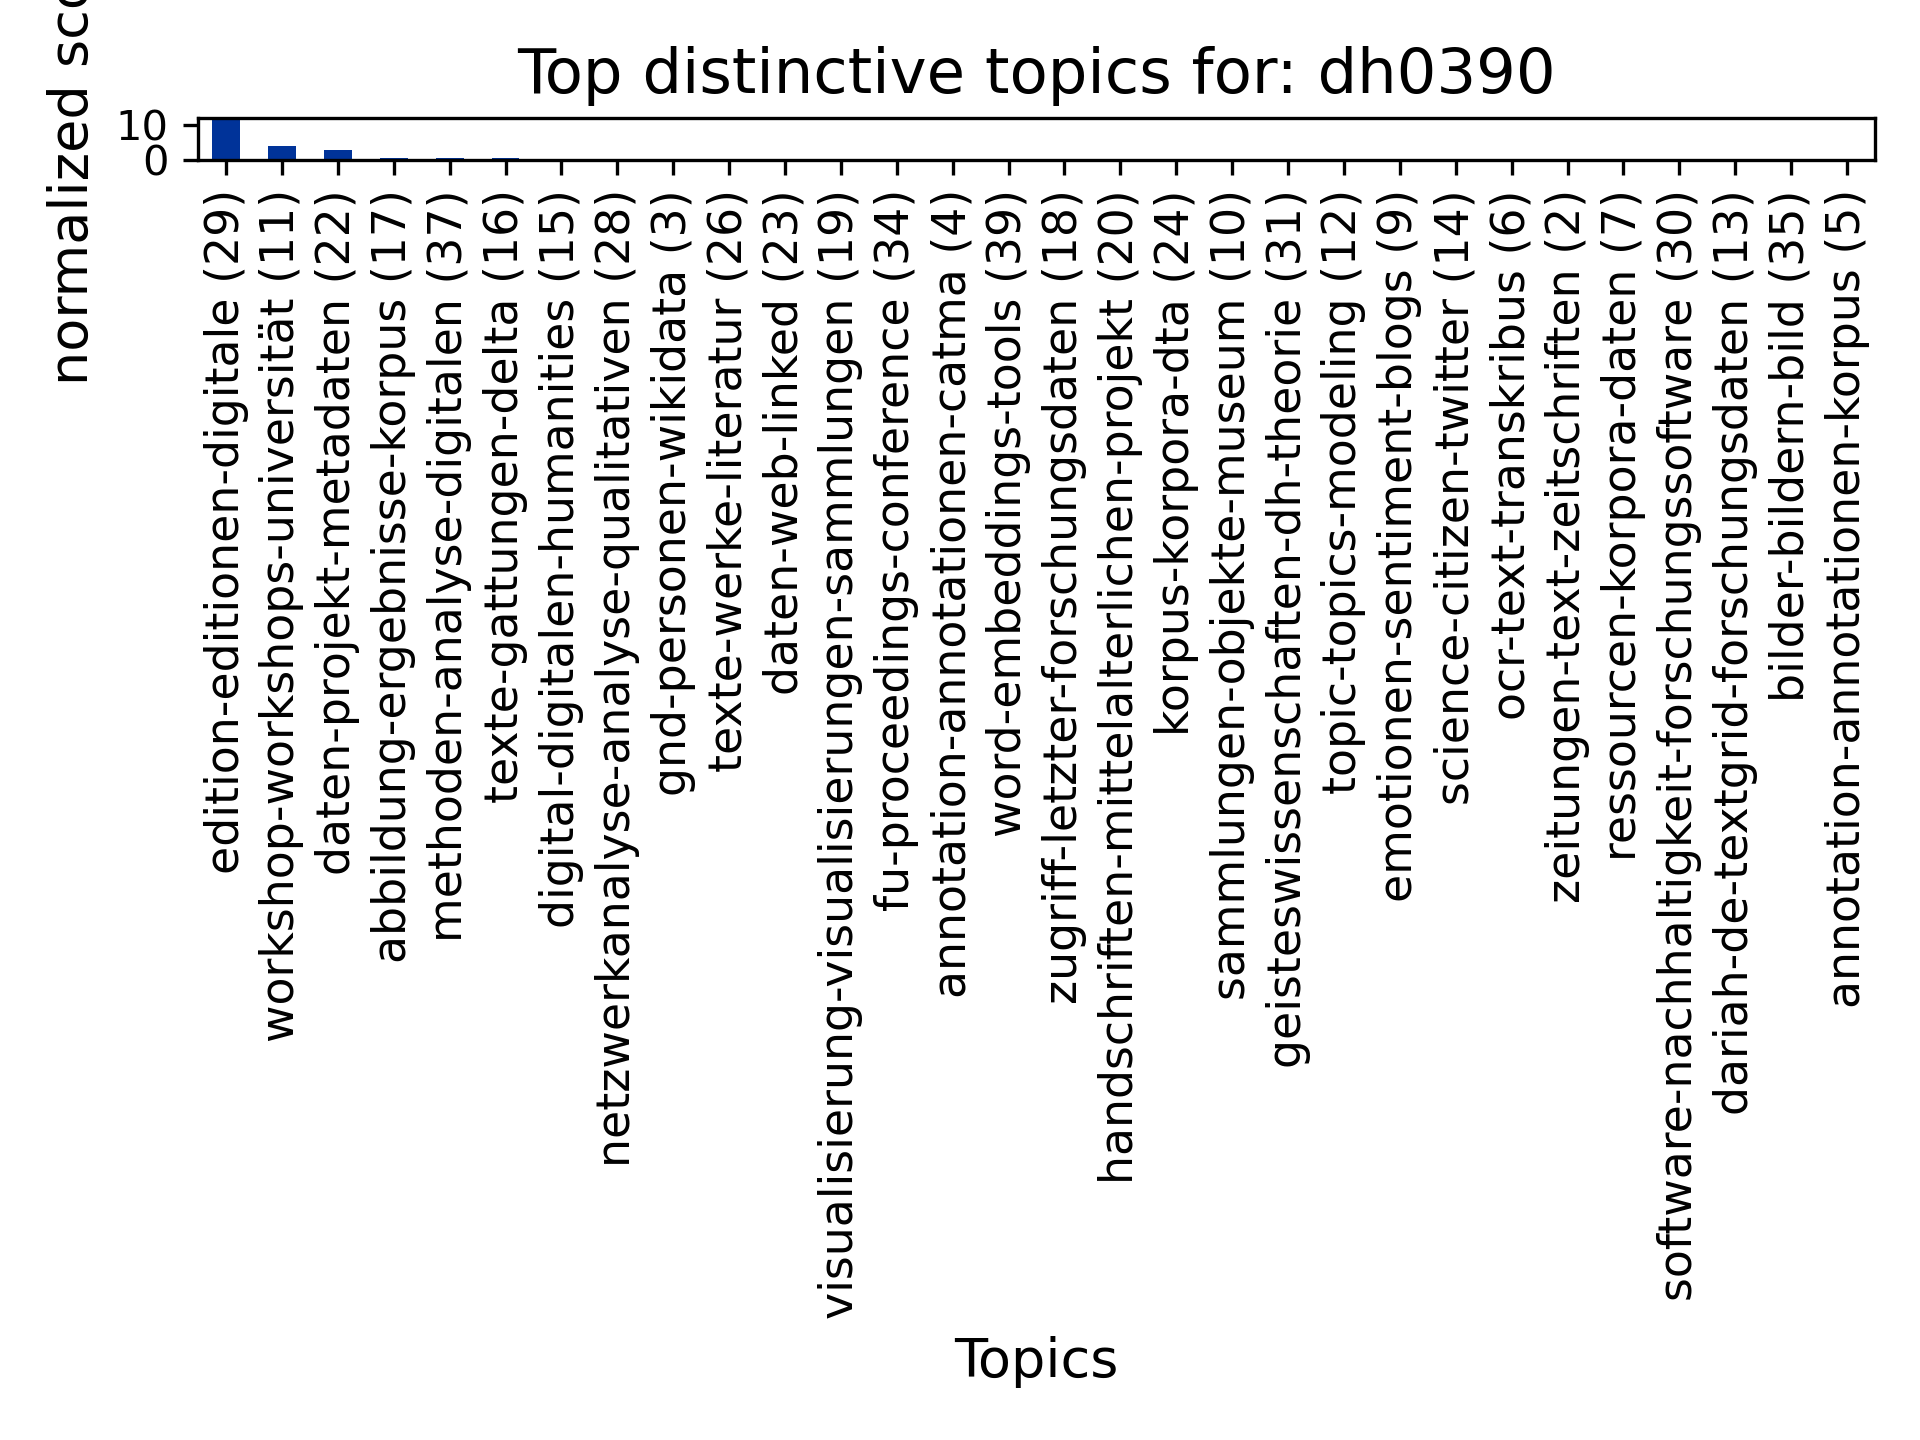 Top distinctive topics for: dh0390
normalized sco
10
0
edition-editionen-digitale (29)
workshop-workshops-universität (11)
daten-projekt-metadaten (22)
abbildung-ergebnisse-korpus (17)
methoden-analyse-digitalen (37)
texte-gattungen-delta (16)
digital-digitalen-humanities (15)
netzwerkanalyse-analyse-qualitativen (28)
gnd-personen-wikidata (3)
texte-werke-literatur (26)
daten-web-linked (23)
visualisierung-visualisierungen-sammlungen (19)
fu-proceedings-conference (34)
annotation-annotationen-catma (4)
word-embeddings-tools (39)
zugriff-letzter-forschungsdaten (18)
handschriften-mittelalterlichen-projekt (20)
korpus-korpora-dta (24)
sammlungen-objekte-museum (10)
geisteswissenschaften-dh-theorie (31)
topic-topics-modeling (12)
emotionen-sentiment-blogs (9)
science-citizen-twitter (14)
ocr-text-transkribus (6)
zeitungen-text-zeitschriften (2)
ressourcen-korpora-daten (7)
software-nachhaltigkeit-forschungssoftware (30)
dariah-de-textgrid-forschungsdaten (13)
bilder-bildern-bild (35)
annotation-annotationen-korpus (5)
Topics